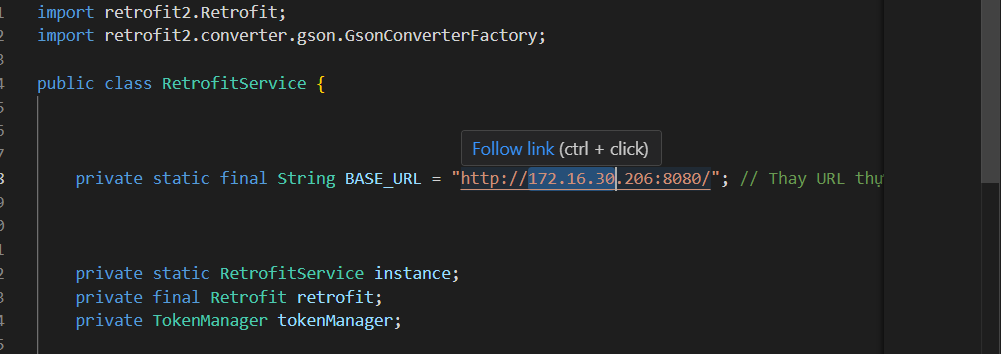 1 import retrofit2.Retrofit;
2 import retrofit2.converter.gson.GsonConverterFactory;
3
4 public class RetrofitService {
5
6
7
Follow link (ctrl + click)
8 private static final String BASE_URL = "http://172.16.30.206:8080/"; // Thay URL thự
9
0
1
2 private static RetrofitService instance;
3 private final Retrofit retrofit;
4 private TokenManager tokenManager;
5